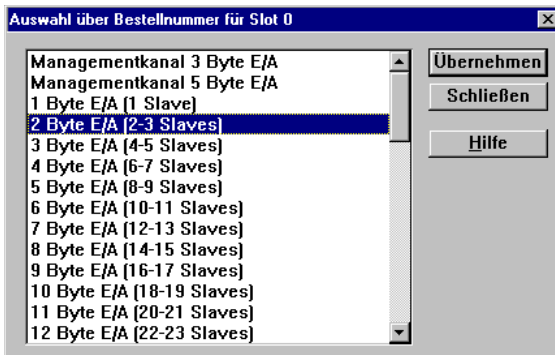 Auswahl über Bestellnummer für Slot 0
Managementkanal 3 Byte E/A
Managementkanal 5 Byte E/A
1 Byte E/A (1 Slave)
2 Byte E/A (2-3 Slaves)
3 Byte E/A (4-5 Slaves)
4 Byte E/A (6-7 Slaves)
5 Byte E/A (8-9 Slaves)
6 Byte E/A (10-11 Slaves)
7 Byte E/A (12-13 Slaves)
8 Byte E/A (14-15 Slaves)
9 Byte E/A (16-17 Slaves)
10 Byte E/A (18-19 Slaves)
11 Byte E/A (20-21 Slaves)
12 Byte E/A (22-23 Slaves)
Übernehmen
Schließen
Hilfe